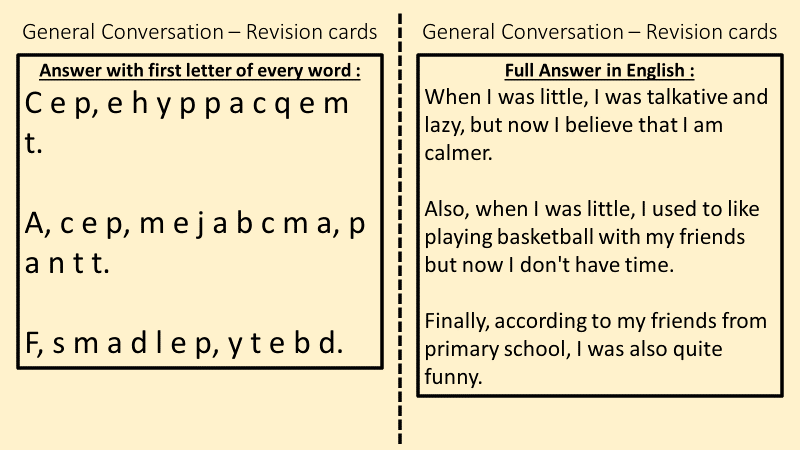 General Conversation – Revision cards
Answer with first letter of every word :
C e p, e h y p p a c q e m
t.
A, c e p, m e j a b c m a, p
a n t t.
F, s m a d l e p, y t e b d.
General Conversation – Revision cards
Full Answer in English :
When I was little, I was talkative and
lazy, but now I believe that I am
calmer.
Also, when I was little, I used to like
playing basketball with my friends
but now I don't have time.
Finally, according to my friends from
primary school, I was also quite
funny.